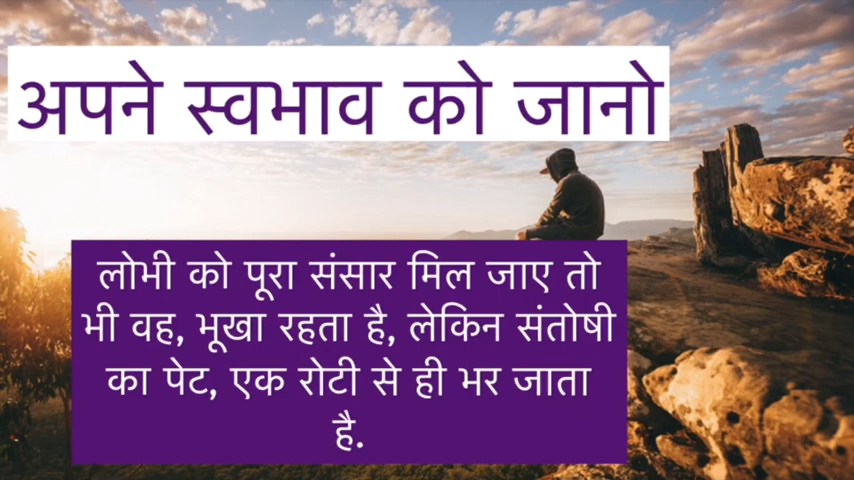 अपने स्वभाव को जानो
लोभी को पूरा संसार मिल जाए तो
भी वह, भूखा रहता है, लेकिन संतोषी
का पेट, एक रोटी से ही भर जाता
है.